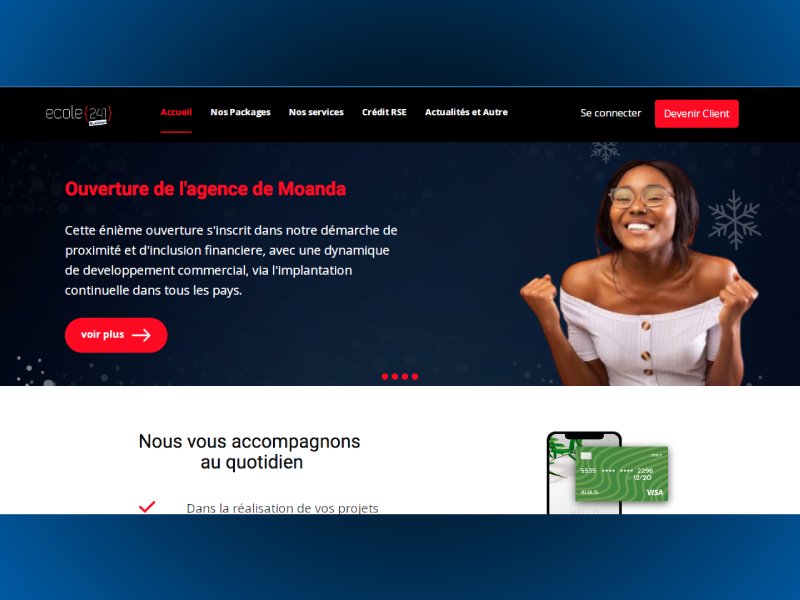 ecole (241)
Business
Accueil
Nos Packages
Nos services
Crédit RSE
Actualités et Autre
Se connecter
Devenir Client
Ouverture de l'agence de Moanda
Cette énième ouverture s'inscrit dans notre démarche de
proximité et d'inclusion financiere, avec une dynamique
de developpement commercial, via l'implantation
continuelle dans tous les pays.
voir plus
Nous vous accompagnons
au quotidien
Dans la réalisation de vos projets
5535 •••• •••• 2296
12/20
ALIA G.
VISA